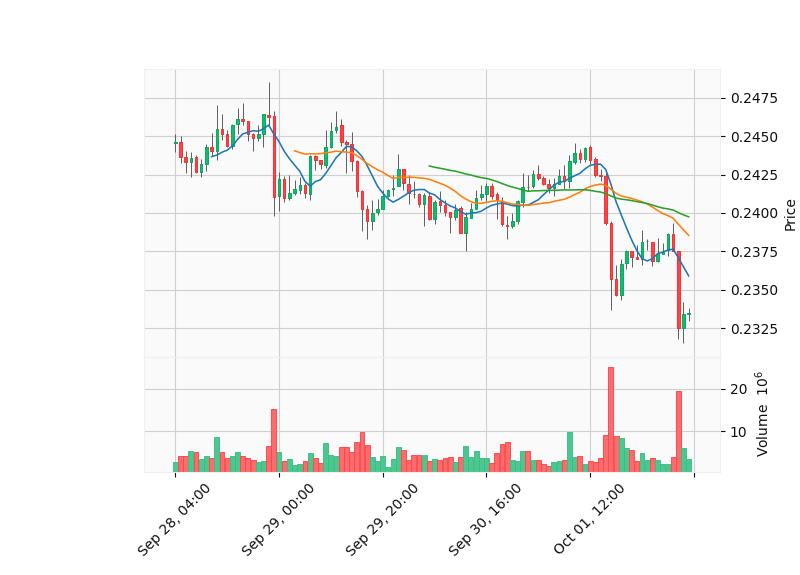 0.2475
0.2450
0.2425
0.2400
0.2375
0.2350
0.2325
Price
20
10
Volume 10⁶
Sep 28, 04:00
Sep 29, 00:00
Sep 29, 20:00
Sep 30, 16:00
Oct 01, 12:00